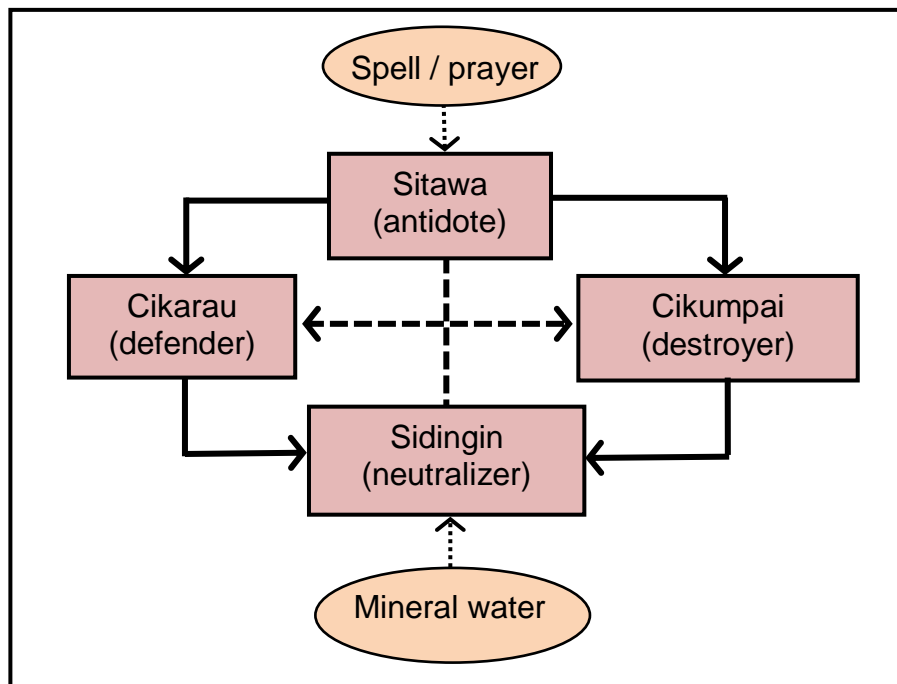 Spell / prayer
Sitawa
(antidote)
Cikarau
(defender)
Cikumpai
(destroyer)
Sidingin
(neutralizer)
Mineral water